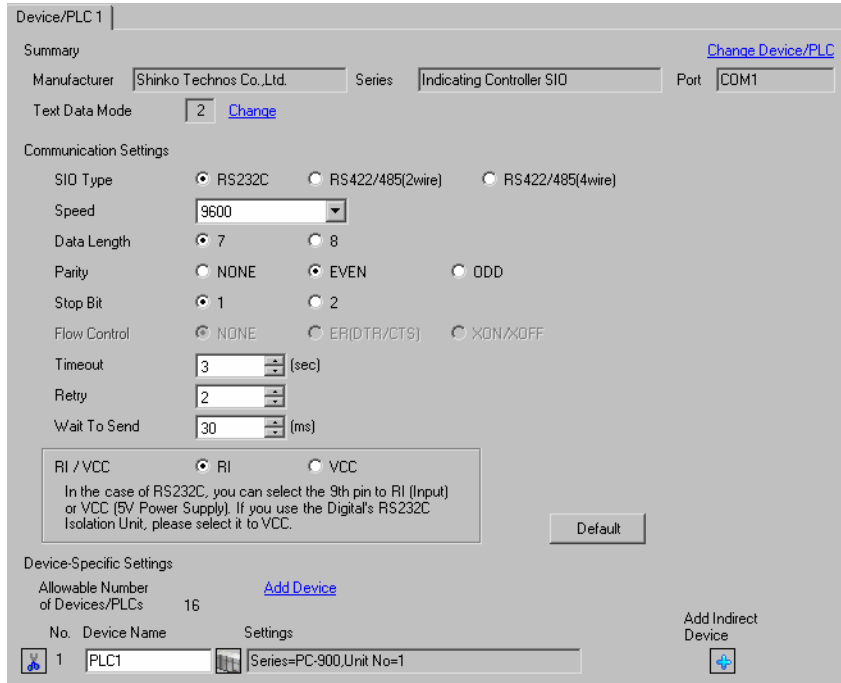 Device/PLC 1
Summary
Change Device/PLC
Manufacturer Shinko Technos Co.,Ltd. Series Indicating Controller SIO Port COM1
Text Data Mode 2 Change
Communication Settings
SIO Type RS232C RS422/485(2wire) RS422/485(4wire)
Speed 9600
Data Length 7 8
Parity NONE EVEN ODD
Stop Bit 1 2
Flow Control NONE ER(DTR/CTS) XON/XOFF
Timeout 3 (sec)
Retry 2
Wait To Send 30 (ms)
RI / VCC RI VCC
In the case of RS232C, you can select the 9th pin to RI (Input)
or VCC (5V Power Supply). If you use the Digital's RS232C
Isolation Unit, please select it to VCC.
Default
Device-Specific Settings
Allowable Number Add Device
of Devices/PLCs 16
Add Indirect
Device
No. Device Name Settings
1 PLC1 Series=PC-900,Unit No=1